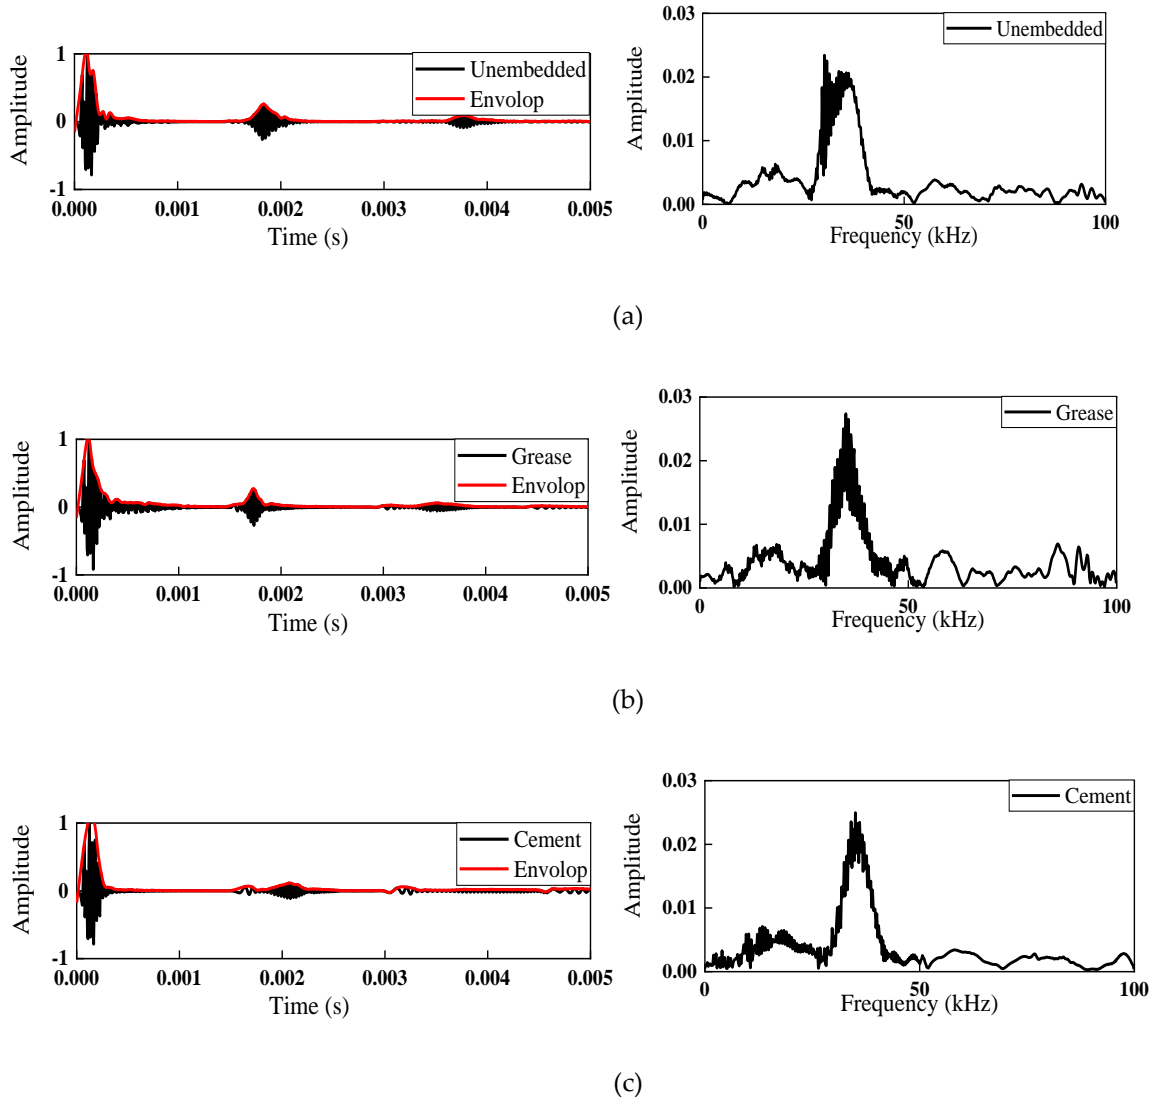 Amplitude
1
0
-1
Unembedded
Envolop
0.000 0.001 0.002 0.003 0.004 0.005
Time (s)
Amplitude
0.03
0.02
0.01
0.00
Unembedded
0 50 100
Frequency (kHz)
(a)
Amplitude
1
0
-1
Grease
Envolop
0.000 0.001 0.002 0.003 0.004 0.005
Time (s)
Amplitude
0.03
0.02
0.01
0.00
Grease
0 50 100
Frequency (kHz)
(b)
Amplitude
1
0
-1
Cement
Envolop
0.000 0.001 0.002 0.003 0.004 0.005
Time (s)
Amplitude
0.03
0.02
0.01
0.00
Cement
0 50 100
Frequency (kHz)
(c)